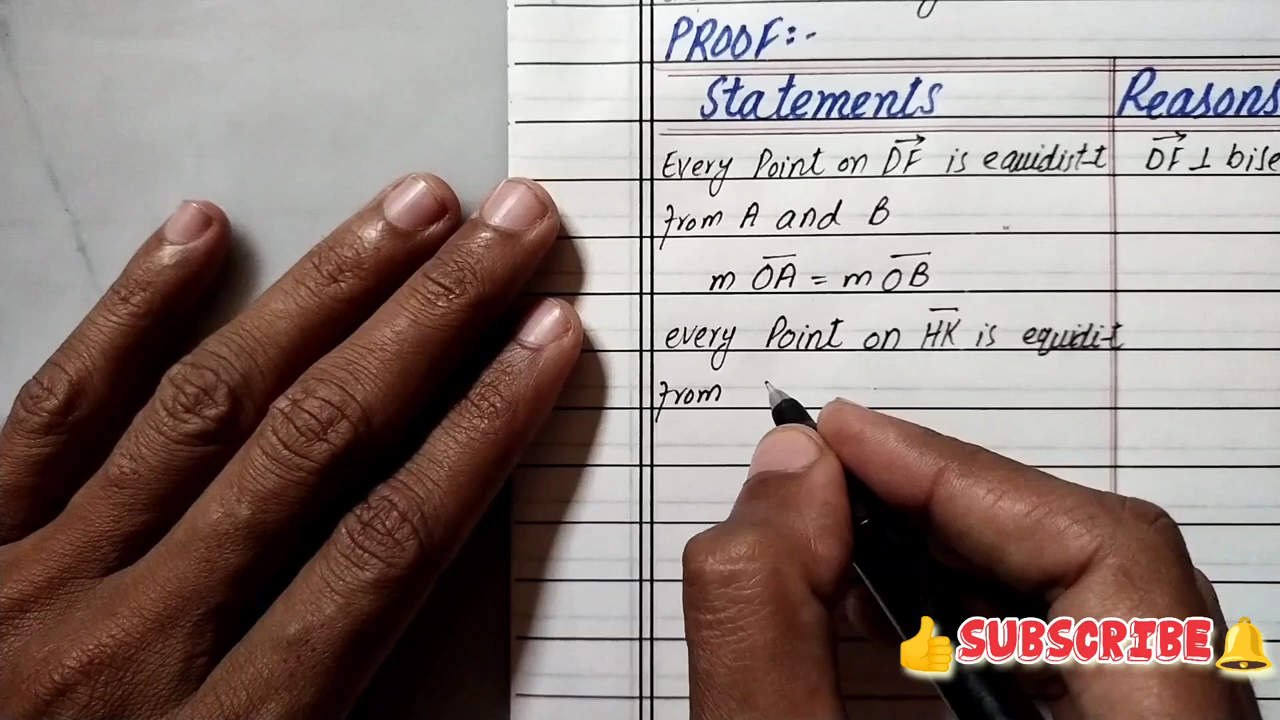 PROOF:-
Statements Reasons
Every Point on DF is equidist-t DF ⊥ bise
from A and B
m OA = m OB
every Point on HK is equidi-t
from
SUBSCRIBE